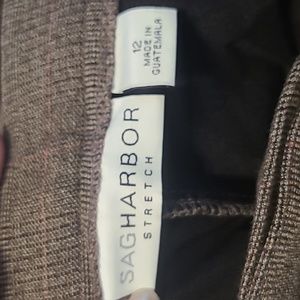 12
MADE IN
GUATEMALA
SAGHARBOR
STRETCH